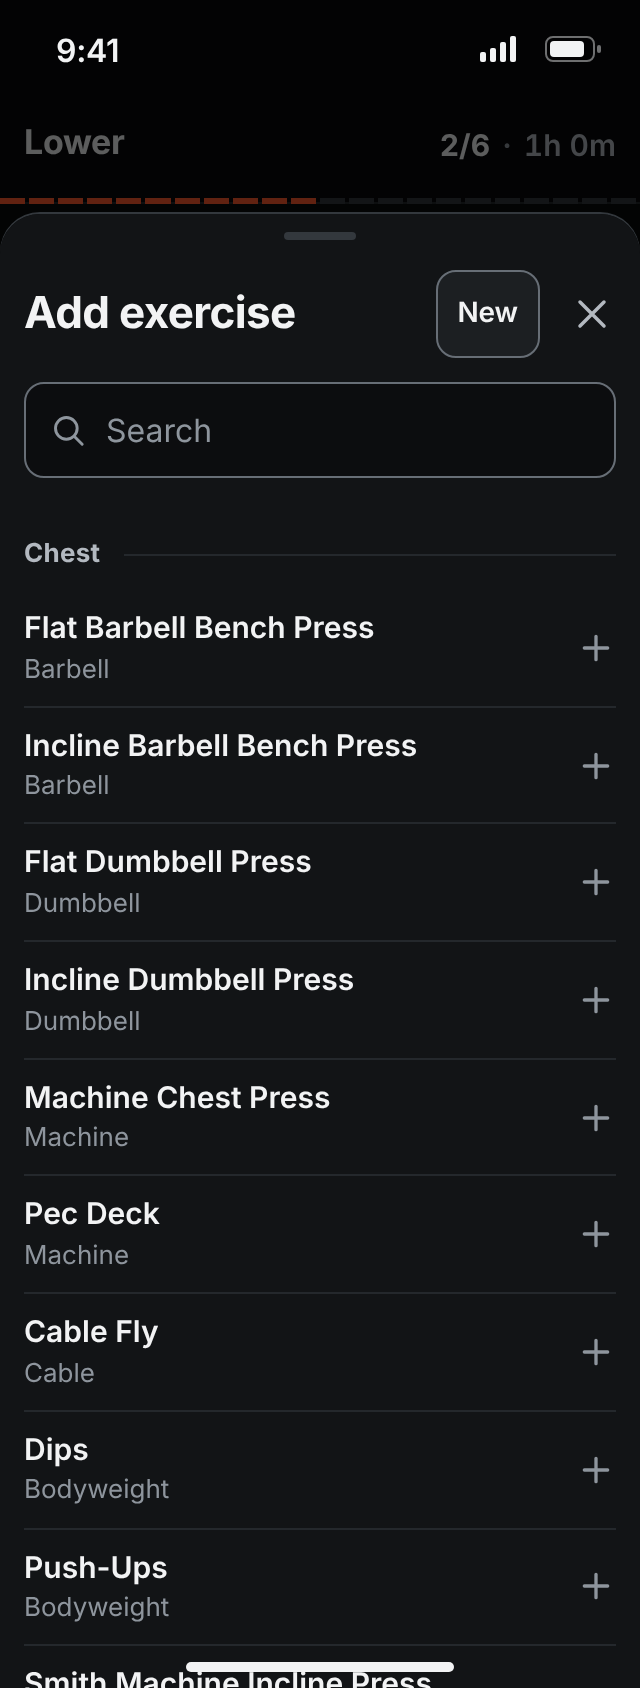 9:41
Lower
2/6 · 1h 0m
Add exercise
New
Search
Chest
Flat Barbell Bench Press
Barbell
Incline Barbell Bench Press
Barbell
Flat Dumbbell Press
Dumbbell
Incline Dumbbell Press
Dumbbell
Machine Chest Press
Machine
Pec Deck
Machine
Cable Fly
Cable
Dips
Bodyweight
Push-Ups
Bodyweight
Smith Machine Incline Press